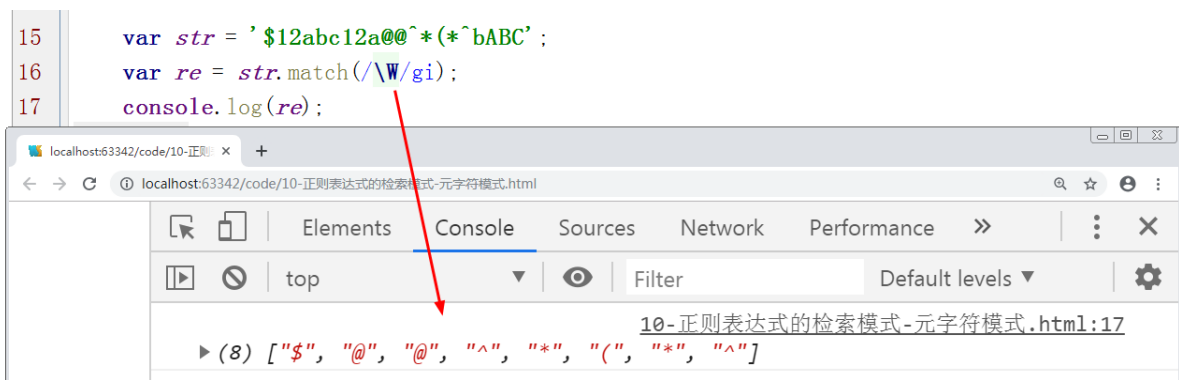 15 var str = '$12abc12a@@^*(*^bABC';
16 var re = str.match(/\W/gi);
17 console.log(re);
localhost:63342/code/10-正则 × +
localhost:63342/code/10-正则表达式的检索模式-元字符模式.html
Elements Console Sources Network Performance »
top Filter Default levels ▼
10-正则表达式的检索模式-元字符模式.html:17
(8) ["$", "@", "@", "^", "*", "(", "*", "^"]